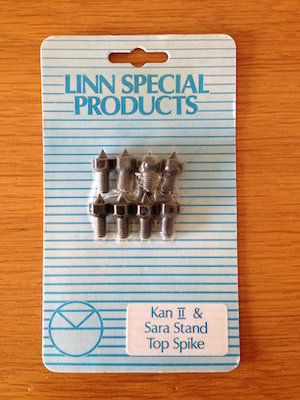 LINN SPECIAL
PRODUCTS
Kan II &
Sara Stand
Top Spike